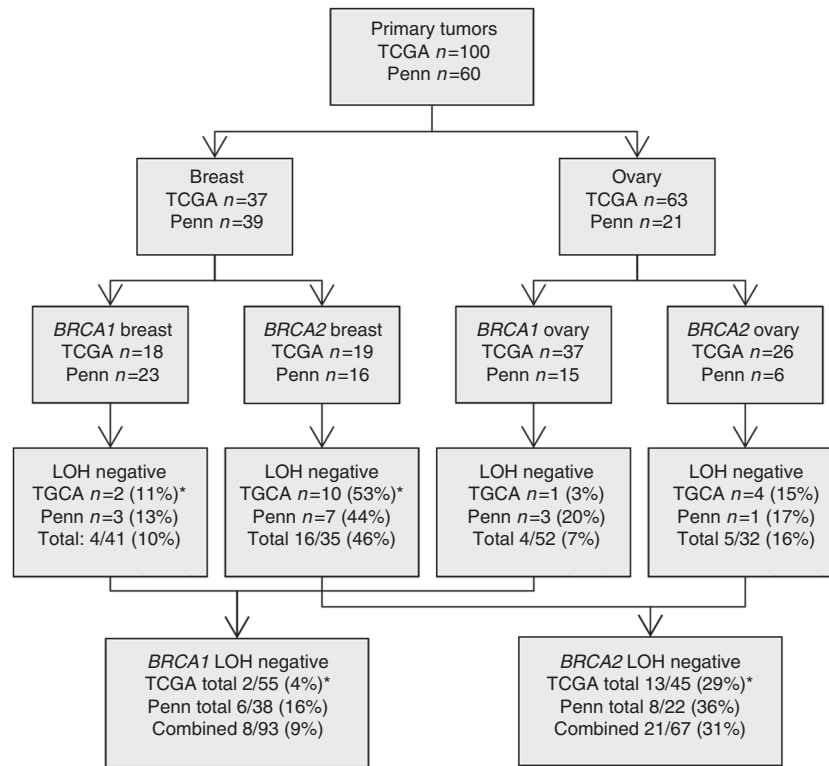 Primary tumors
TCGA n=100
Penn n=60
Breast
TCGA n=37
Penn n=39
Ovary
TCGA n=63
Penn n=21
BRCA1 breast
TCGA n=18
Penn n=23
BRCA2 breast
TCGA n=19
Penn n=16
BRCA1 ovary
TCGA n=37
Penn n=15
BRCA2 ovary
TCGA n=26
Penn n=6
LOH negative
TGCA n=2 (11%)*
Penn n=3 (13%)
Total: 4/41 (10%)
LOH negative
TGCA n=10 (53%)*
Penn n=7 (44%)
Total 16/35 (46%)
LOH negative
TGCA n=1 (3%)
Penn n=3 (20%)
Total 4/52 (7%)
LOH negative
TGCA n=4 (15%)
Penn n=1 (17%)
Total 5/32 (16%)
BRCA1 LOH negative
TCGA total 2/55 (4%)*
Penn total 6/38 (16%)
Combined 8/93 (9%)
BRCA2 LOH negative
TCGA total 13/45 (29%)*
Penn total 8/22 (36%)
Combined 21/67 (31%)